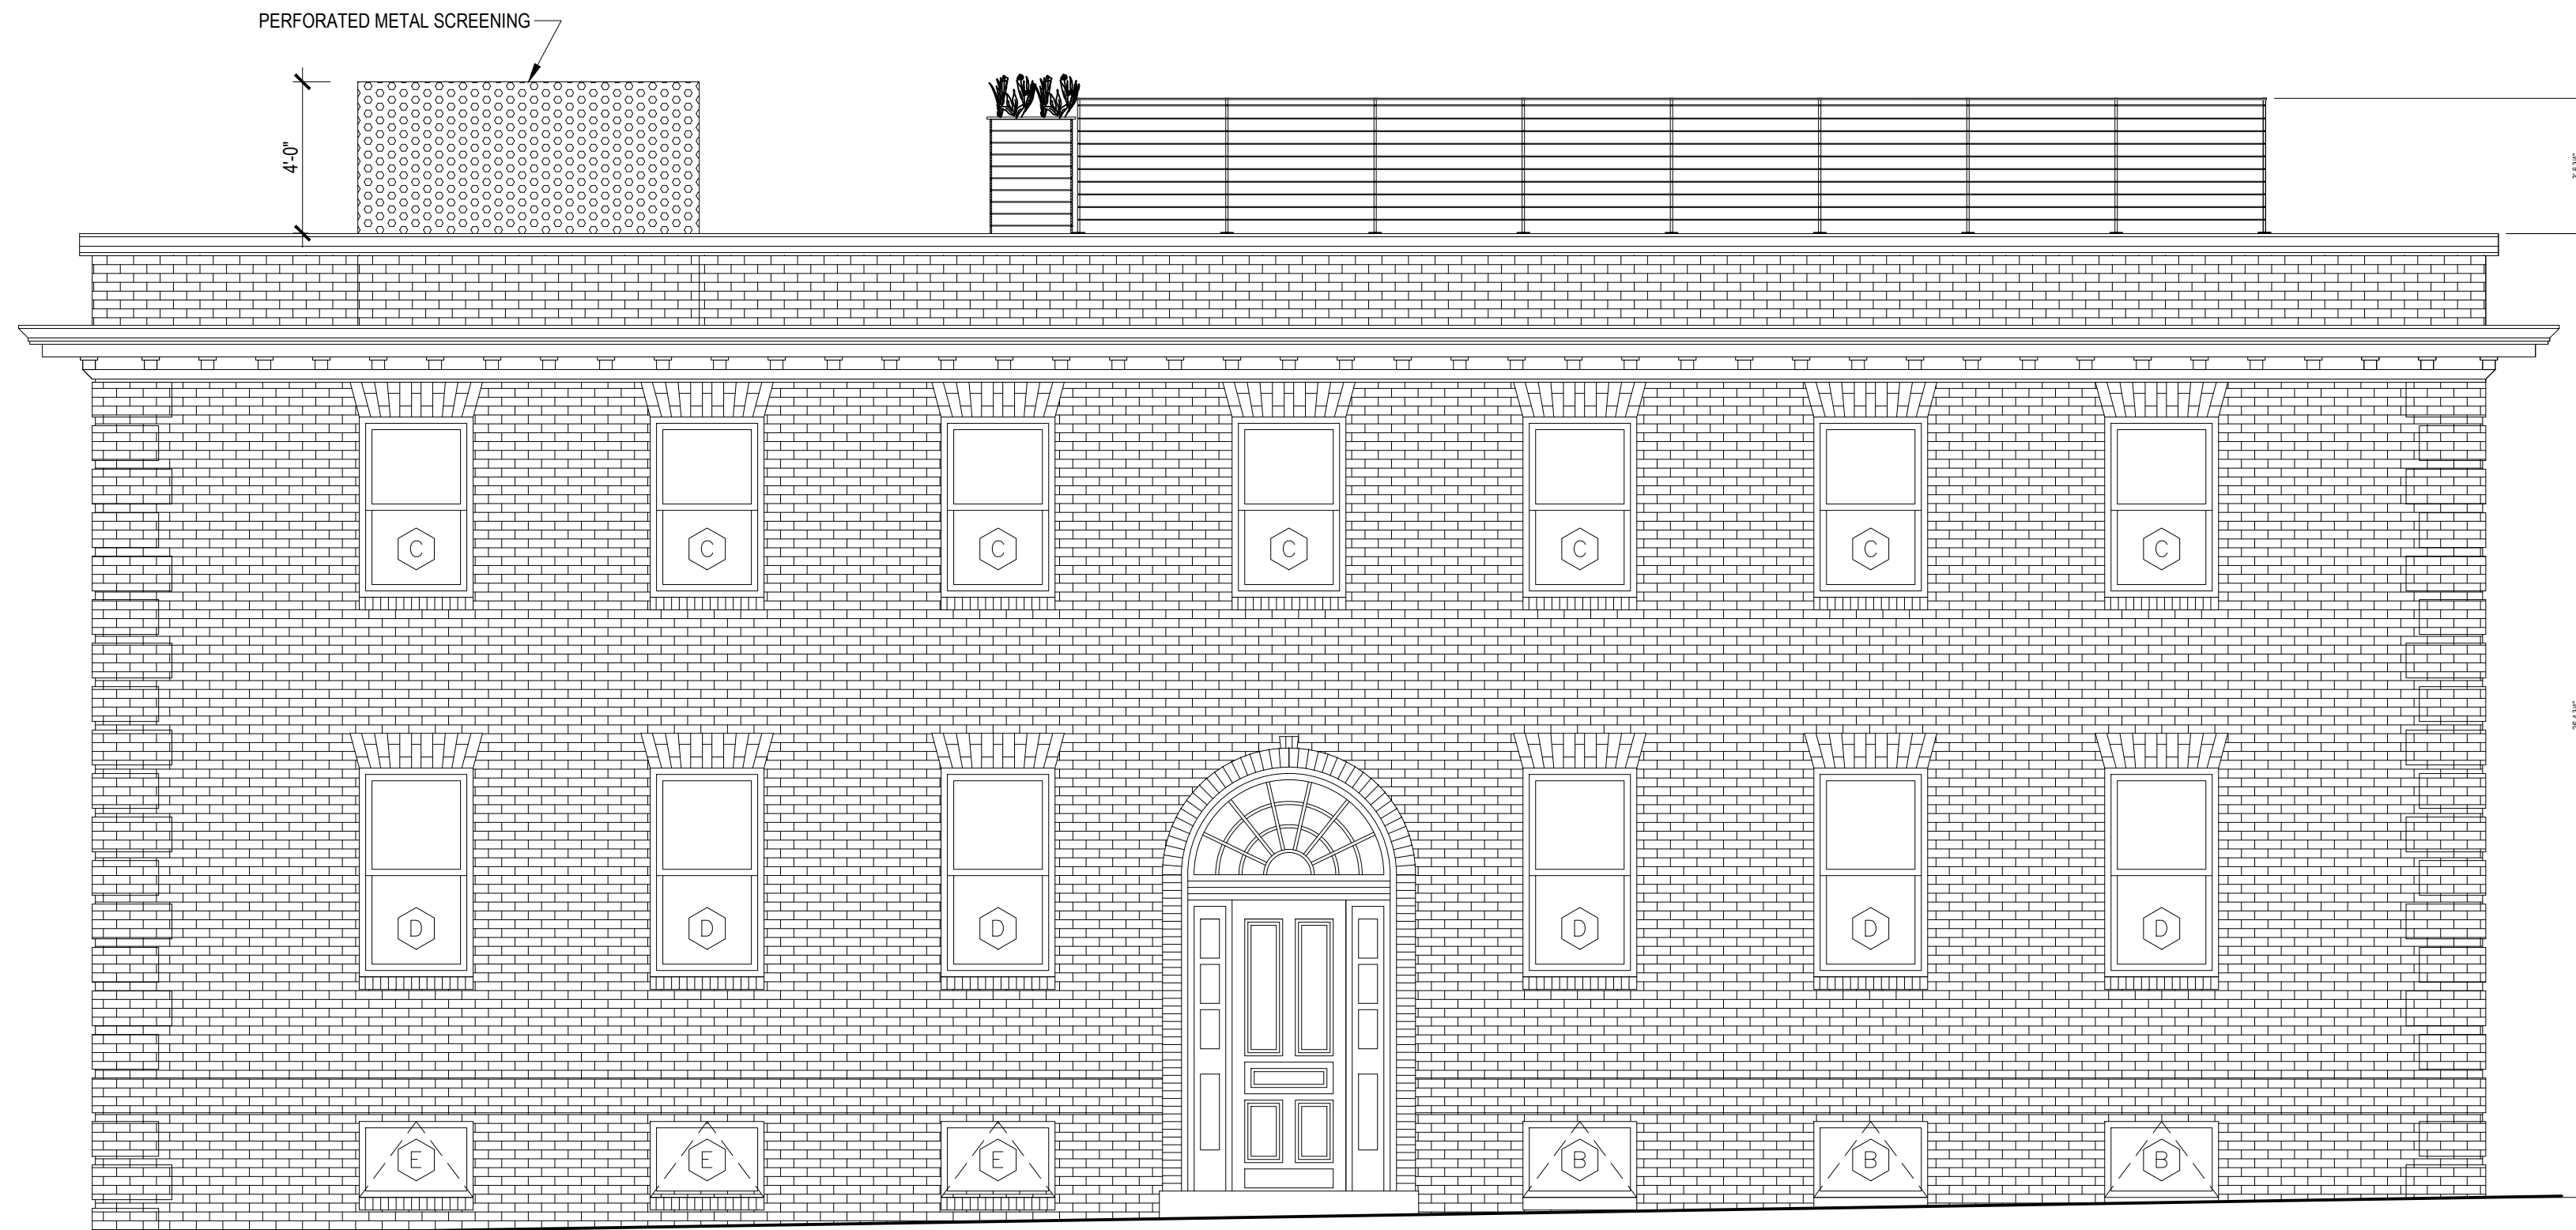 PERFORATED METAL SCREENING
4'-0"
C C C C C C C
D D D D D D
E E E B B B